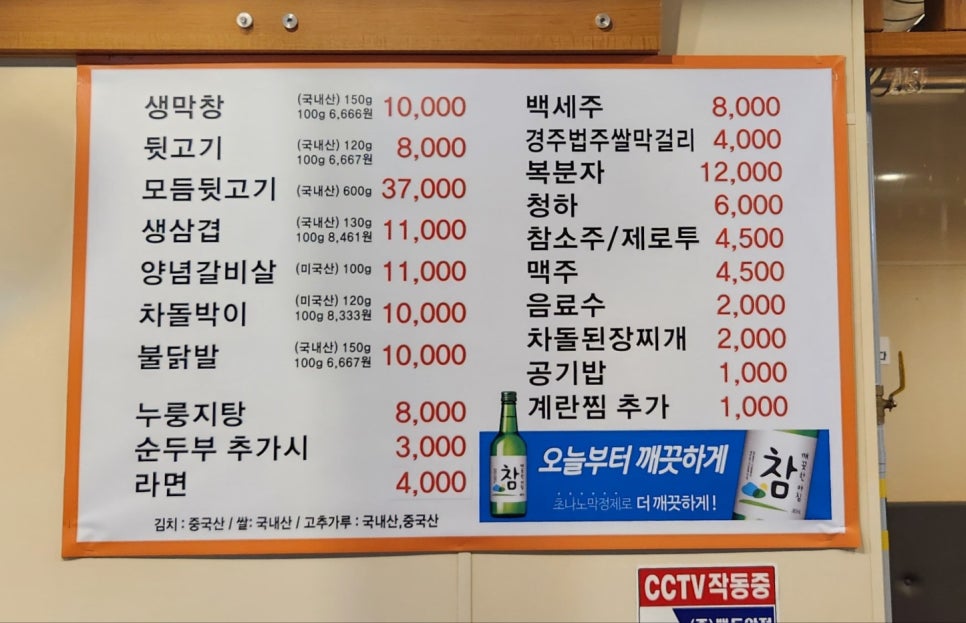 생막창 (국내산) 150g 10,000
100g 6,666원
뒷고기 (국내산) 120g 8,000
100g 6,667원
모듬뒷고기 (국내산) 600g 37,000
생삼겹 (국내산) 130g 11,000
100g 8,461원
양념갈비살 (미국산) 100g 11,000
차돌박이 (미국산) 120g 10,000
100g 8,333원
불닭발 (국내산) 150g 10,000
100g 6,667원
누룽지탕 8,000
순두부 추가시 3,000
라면 4,000
김치 : 중국산 / 쌀: 국내산 / 고추가루 : 국내산,중국산
백세주 8,000
경주법주쌀막걸리 4,000
복분자 12,000
청하 6,000
참소주/제로투 4,500
맥주 4,500
음료수 2,000
차돌된장찌개 2,000
공기밥 1,000
계란찜 추가 1,000
참
오늘부터 깨끗하게
초나노막정제로 더 깨끗하게!
참
깨끗한 아침
CCTV작동중